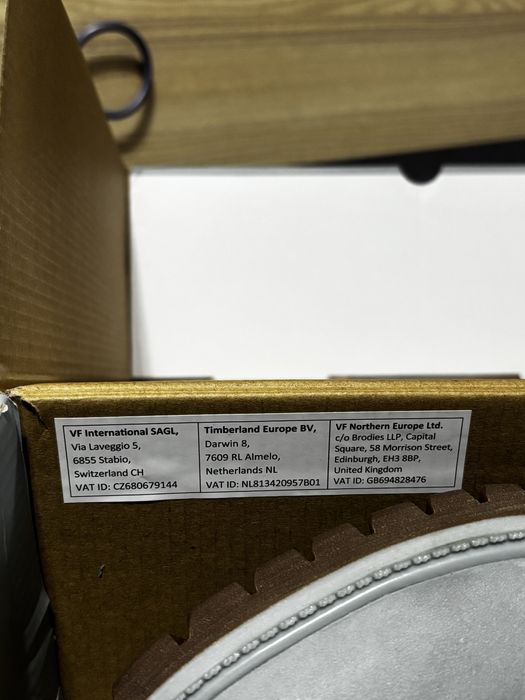 VF International SAGL,
Via Laveggio 5,
6855 Stabio,
Switzerland CH
VAT ID: CZ680679144
Timberland Europe BV,
Darwin 8,
7609 RL Almelo,
Netherlands NL
VAT ID: NL813420957B01
VF Northern Europe Ltd.
c/o Brodies LLP, Capital
Square, 58 Morrison Street,
Edinburgh, EH3 8BP,
United Kingdom
VAT ID: GB694828476